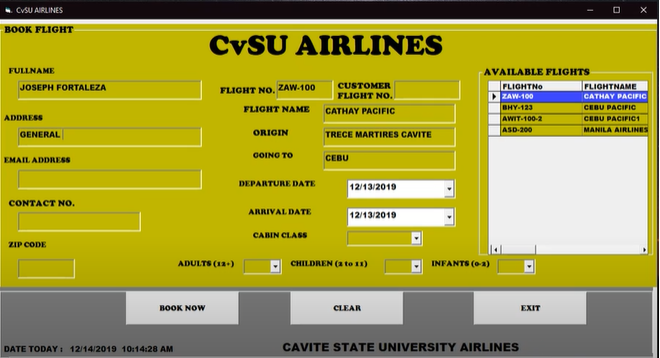 CvSU AIRLINES
BOOK FLIGHT
CvSU AIRLINES
FULLNAME
JOSEPH FORTALEZA
ADDRESS
GENERAL
EMAIL ADDRESS
CONTACT NO.
ZIP CODE
FLIGHT NO. ZAW-100 CUSTOMER FLIGHT NO.
FLIGHT NAME CATHAY PACIFIC
ORIGIN TRECE MARTIRES CAVITE
GOING TO CEBU
DEPARTURE DATE 12/13/2019
ARRIVAL DATE 12/13/2019
CABIN CLASS
ADULTS (12+) CHILDREN (2 to 11) INFANTS (0-2)
AVAILABLE FLIGHTS
FLIGHTNo FLIGHTNAME
ZAW-100 CATHAY PACIFIC
BHY-123 CEBU PACIFIC
AWIT-100-2 CEBU PACIFIC1
ASD-200 MANILA AIRLINES
BOOK NOW CLEAR EXIT
DATE TODAY : 12/14/2019 10:14:28 AM CAVITE STATE UNIVERSITY AIRLINES